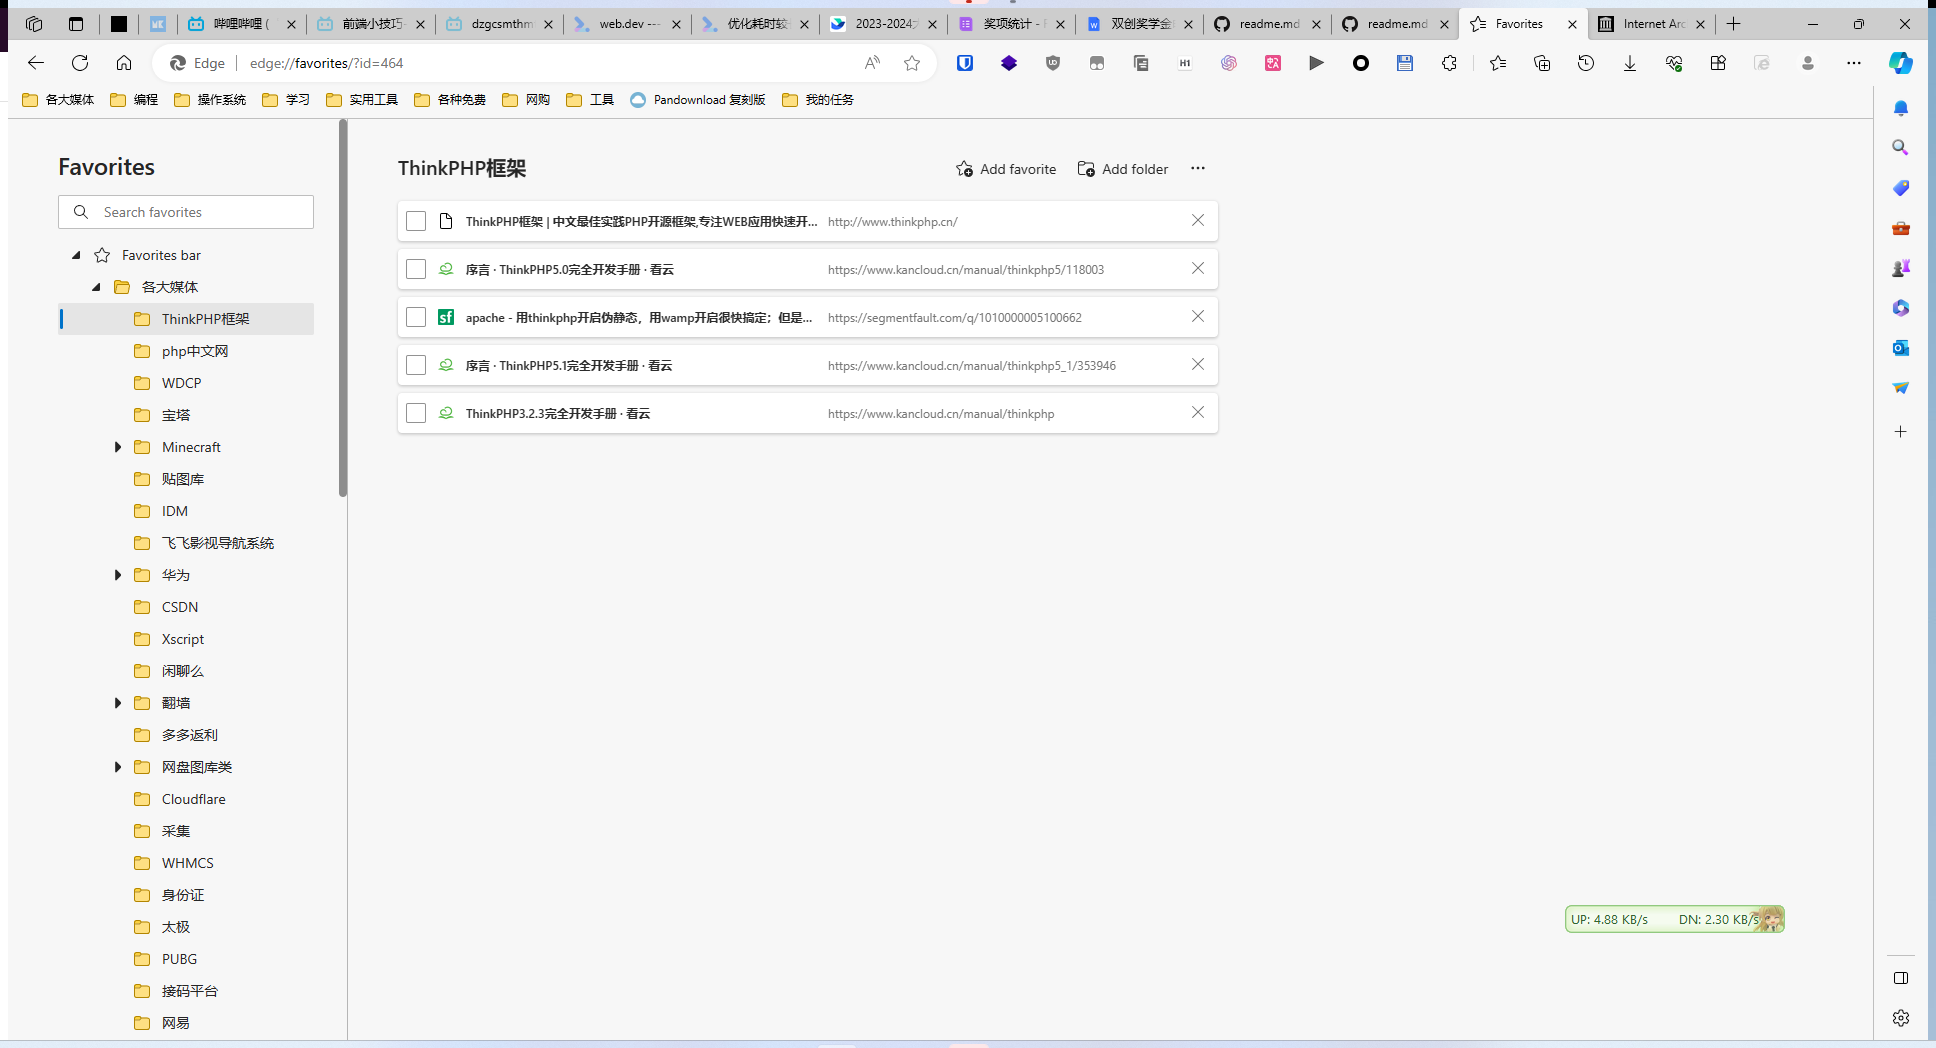 哔哩哔哩 (
前端小技巧
dzgcsmthm
web.dev ---
优化耗时较
2023-2024
奖项统计 -
双创奖学金
readme.md
readme.md
Favorites
Internet Arc
Edge
edge://favorites/?id=464
各大媒体
编程
操作系统
学习
实用工具
各种免费
网购
工具
Pandownload 复刻版
我的任务
Favorites
Search favorites
Favorites bar
各大媒体
ThinkPHP框架
php中文网
WDCP
宝塔
Minecraft
贴图库
IDM
飞飞影视导航系统
华为
CSDN
Xscript
闲聊么
翻墙
多多返利
网盘图库类
Cloudflare
采集
WHMCS
身份证
太极
PUBG
接码平台
网易
ThinkPHP框架
Add favorite
Add folder
ThinkPHP框架 | 中文最佳实践PHP开源框架,专注WEB应用快速开... http://www.thinkphp.cn/
序言 · ThinkPHP5.0完全开发手册 · 看云 https://www.kancloud.cn/manual/thinkphp5/118003
apache - 用thinkphp开启伪静态，用wamp开启很快搞定；但是... https://segmentfault.com/q/1010000005100662
序言 · ThinkPHP5.1完全开发手册 · 看云 https://www.kancloud.cn/manual/thinkphp5_1/353946
ThinkPHP3.2.3完全开发手册 · 看云 https://www.kancloud.cn/manual/thinkphp
UP: 4.88 KB/s DN: 2.30 KB/s